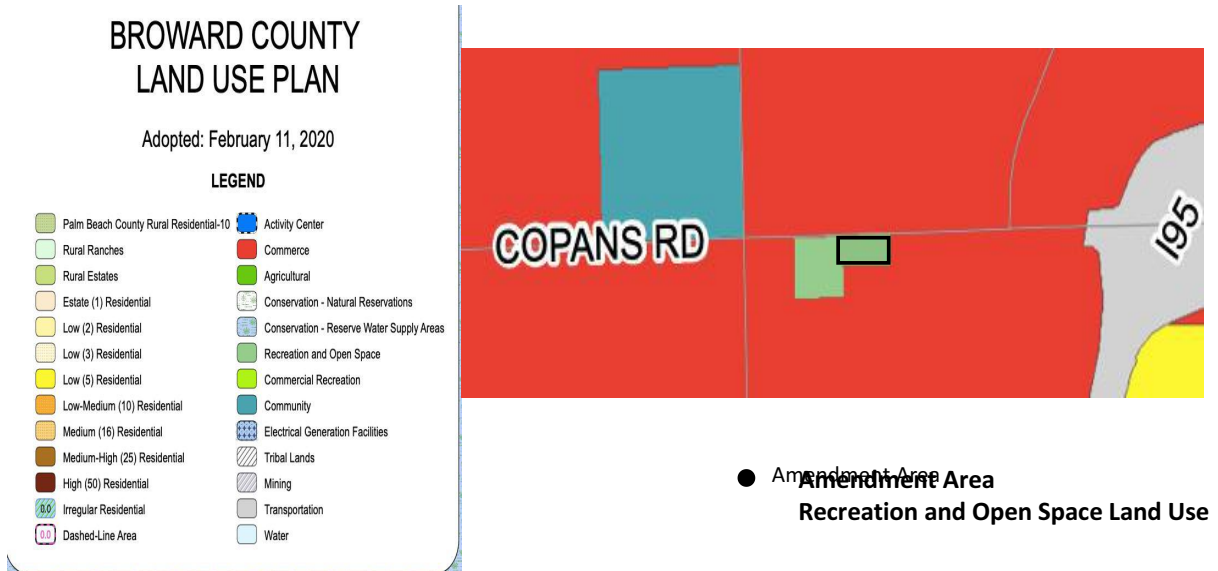 BROWARD COUNTY
LAND USE PLAN
Adopted: February 11, 2020
LEGEND
Palm Beach County Rural Residential-10
Rural Ranches
Rural Estates
Estate (1) Residential
Low (2) Residential
Low (3) Residential
Low (5) Residential
Low-Medium (10) Residential
Medium (16) Residential
Medium-High (25) Residential
High (50) Residential
0.0 Irregular Residential
0.0 Dashed-Line Area
Activity Center
Commerce
Agricultural
Conservation - Natural Reservations
Conservation - Reserve Water Supply Areas
Recreation and Open Space
Commercial Recreation
Community
Electrical Generation Facilities
Tribal Lands
Mining
Transportation
Water
COPANS RD
I95
● Amendment Area
Amendment Area
Recreation and Open Space Land Use